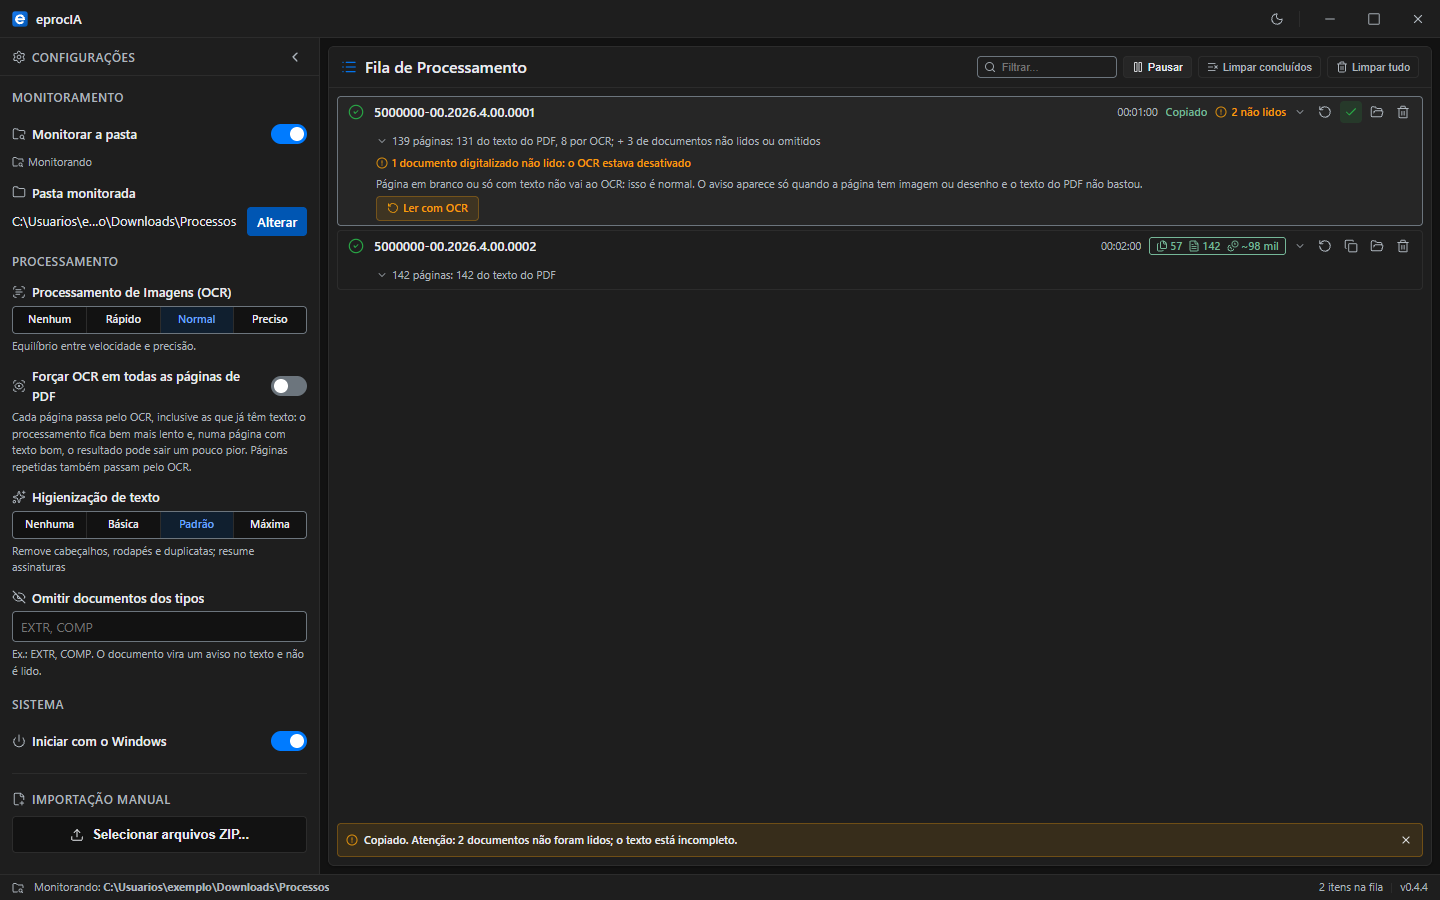 eprocIA
CONFIGURAÇÕES
MONITORAMENTO
Monitorar a pasta
Monitorando
Pasta monitorada
C:\Usuarios\e...o\Downloads\Processos
Alterar
PROCESSAMENTO
Processamento de Imagens (OCR)
Nenhum Rápido Normal Preciso
Equilíbrio entre velocidade e precisão.
Forçar OCR em todas as páginas de
PDF
Cada página passa pelo OCR, inclusive as que já têm texto: o
processamento fica bem mais lento e, numa página com
texto bom, o resultado pode sair um pouco pior. Páginas
repetidas também passam pelo OCR.
Higienização de texto
Nenhuma Básica Padrão Máxima
Remove cabeçalhos, rodapés e duplicatas; resume
assinaturas
Omitir documentos dos tipos
EXTR, COMP
Ex.: EXTR, COMP. O documento vira um aviso no texto e não
é lido.
SISTEMA
Iniciar com o Windows
IMPORTAÇÃO MANUAL
Selecionar arquivos ZIP...
Fila de Processamento
Filtrar...
Pausar
Limpar concluídos
Limpar tudo
5000000-00.2026.4.00.0001
00:01:00 Copiado 2 não lidos
139 páginas: 131 do texto do PDF, 8 por OCR; + 3 de documentos não lidos ou omitidos
1 documento digitalizado não lido: o OCR estava desativado
Página em branco ou só com texto não vai ao OCR: isso é normal. O aviso aparece só quando a página tem imagem ou desenho e o texto do PDF não bastou.
Ler com OCR
5000000-00.2026.4.00.0002
00:02:00 57 142 ~98 mil
142 páginas: 142 do texto do PDF
Copiado. Atenção: 2 documentos não foram lidos; o texto está incompleto.
Monitorando: C:\Usuarios\exemplo\Downloads\Processos
2 itens na fila v0.4.4